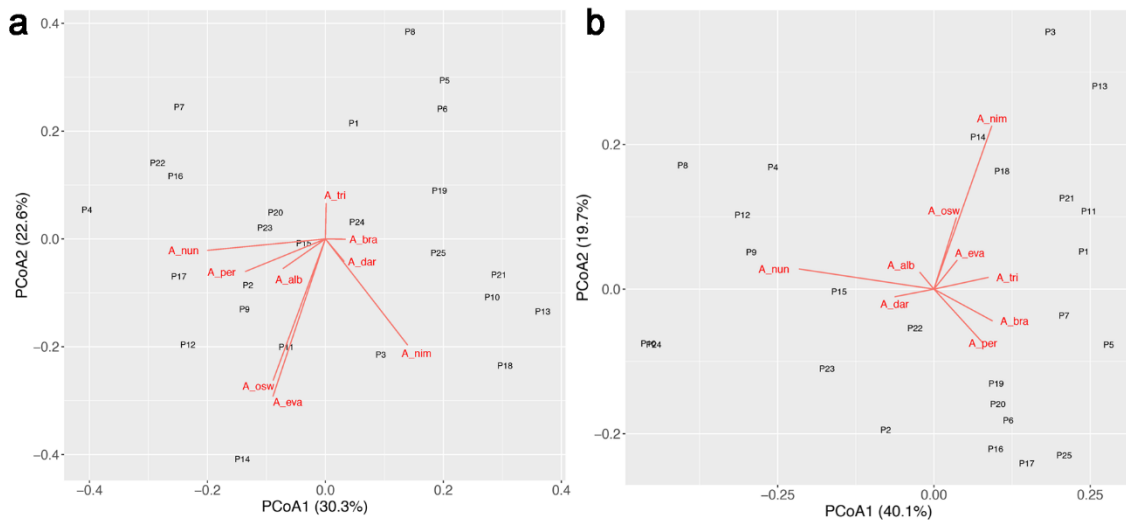 a
b
0.4
0.2
0.0
−0.2
−0.4
PCoA2 (22.6%)
P8
P5
P7
P6
P1
P22
P16
P4
A_tri
P19
P20
P24
P23
A_bra
P15
A_nun
P25
A_dar
A_per
P17
A_alb
P21
P2
P10
P9
P13
P12
P11
P3
A_nim
P18
A_osw
A_eva
P14
−0.4
−0.2
0.0
0.2
0.4
PCoA1 (30.3%)
0.2
0.0
−0.2
PCoA2 (19.7%)
P3
P13
A_nim
P14
P8
P4
P18
P21
P12
A_osw
P11
P9
A_eva
P1
A_nun
A_alb
A_tri
P15
A_dar
P7
A_bra
P22
P24
A_per
P5
P23
P19
P20
P6
P2
P16
P25
P17
−0.25
0.00
0.25
PCoA1 (40.1%)